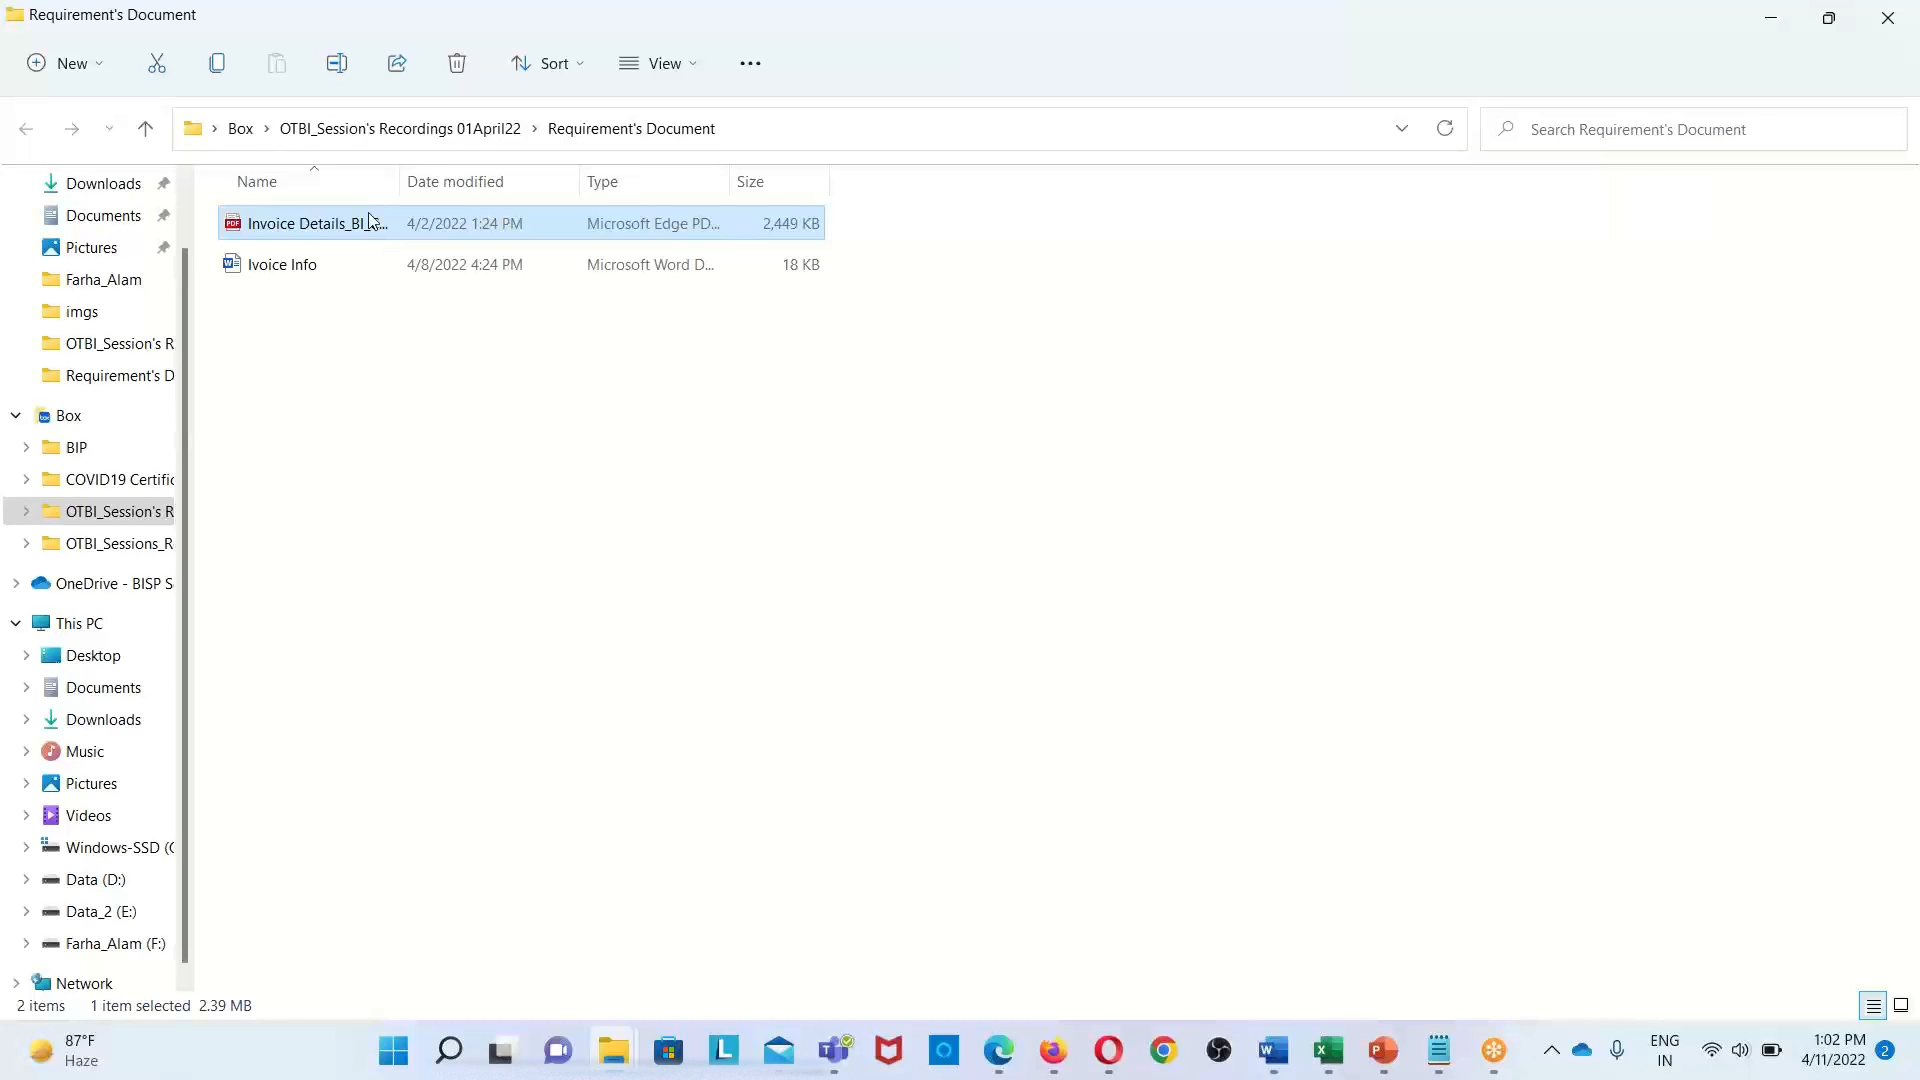 Requirement's Document
New
Sort
View
Box
OTBI_Session's Recordings 01April22
Requirement's Document
Search Requirement's Document
Name
Date modified
Type
Size
Invoice Details_BI_...
4/2/2022 1:24 PM
Microsoft Edge PD...
2,449 KB
Ivoice Info
4/8/2022 4:24 PM
Microsoft Word D...
18 KB
Downloads
Documents
Pictures
Farha_Alam
imgs
OTBI_Session's R
Requirement's D
Box
BIP
COVID19 Certific
OTBI_Session's R
OTBI_Sessions_R
OneDrive - BISP S
This PC
Desktop
Documents
Downloads
Music
Pictures
Videos
Windows-SSD (C
Data (D:)
Data_2 (E:)
Farha_Alam (F:)
Network
2 items
1 item selected 2.39 MB
87°F
Haze
ENG
IN
1:02 PM
4/11/2022
2